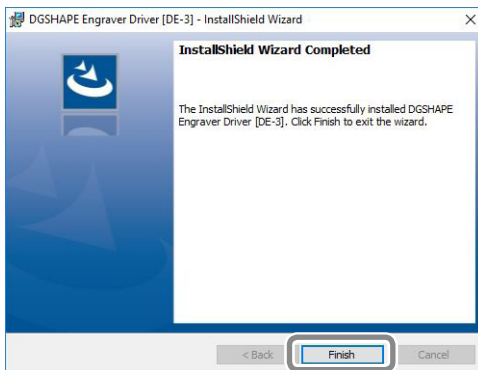 DGSHAPE Engraver Driver [DE-3] - InstallShield Wizard
InstallShield Wizard Completed
The InstallShield Wizard has successfully installed DGSHAPE
Engraver Driver [DE-3]. Click Finish to exit the wizard.
< Back Finish Cancel